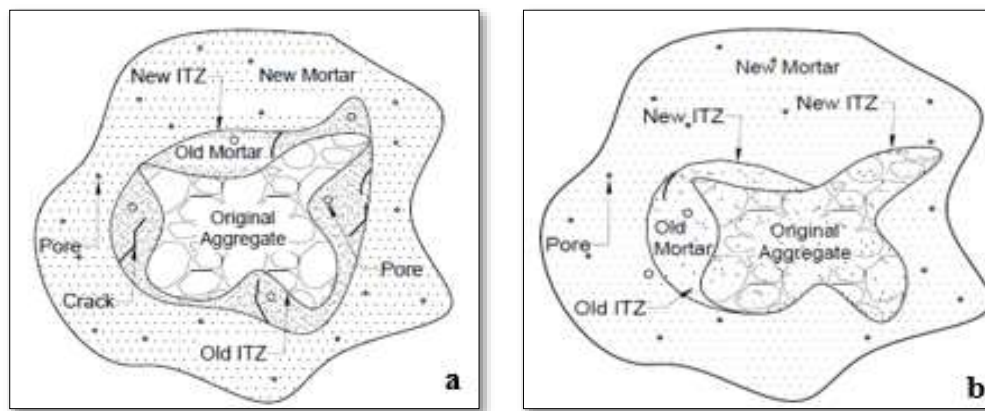 New ITZ
New Mortar
Old Mortar
Original
Aggregate
Pore
Pore
Crack
Old ITZ
a
New Mortar
New ITZ
New ITZ
Old
Mortar
Original
Aggregate
Pore
Old ITZ
b